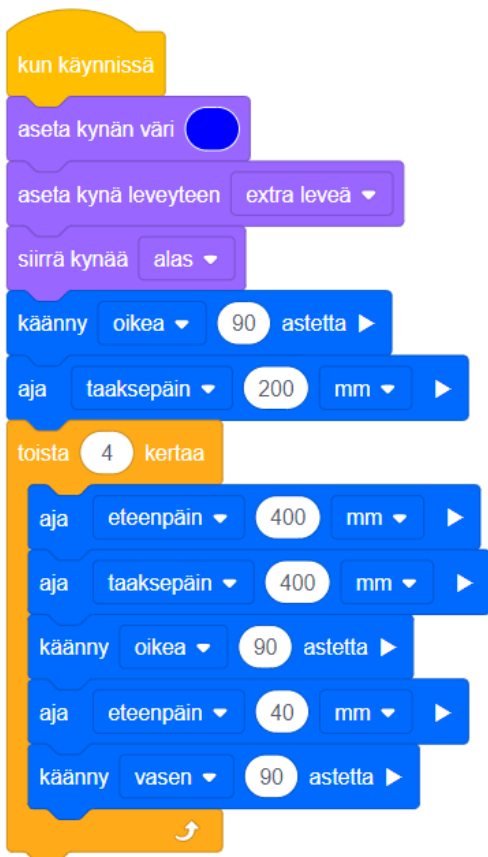 kun käynnissä
aseta kynän väri
aseta kynä leveyteen extra leveä
siirrä kynää alas
käänny oikea 90 astetta
aja taaksepäin 200 mm
toista 4 kertaa
aja eteenpäin 400 mm
aja taaksepäin 400 mm
käänny oikea 90 astetta
aja eteenpäin 40 mm
käänny vasen 90 astetta